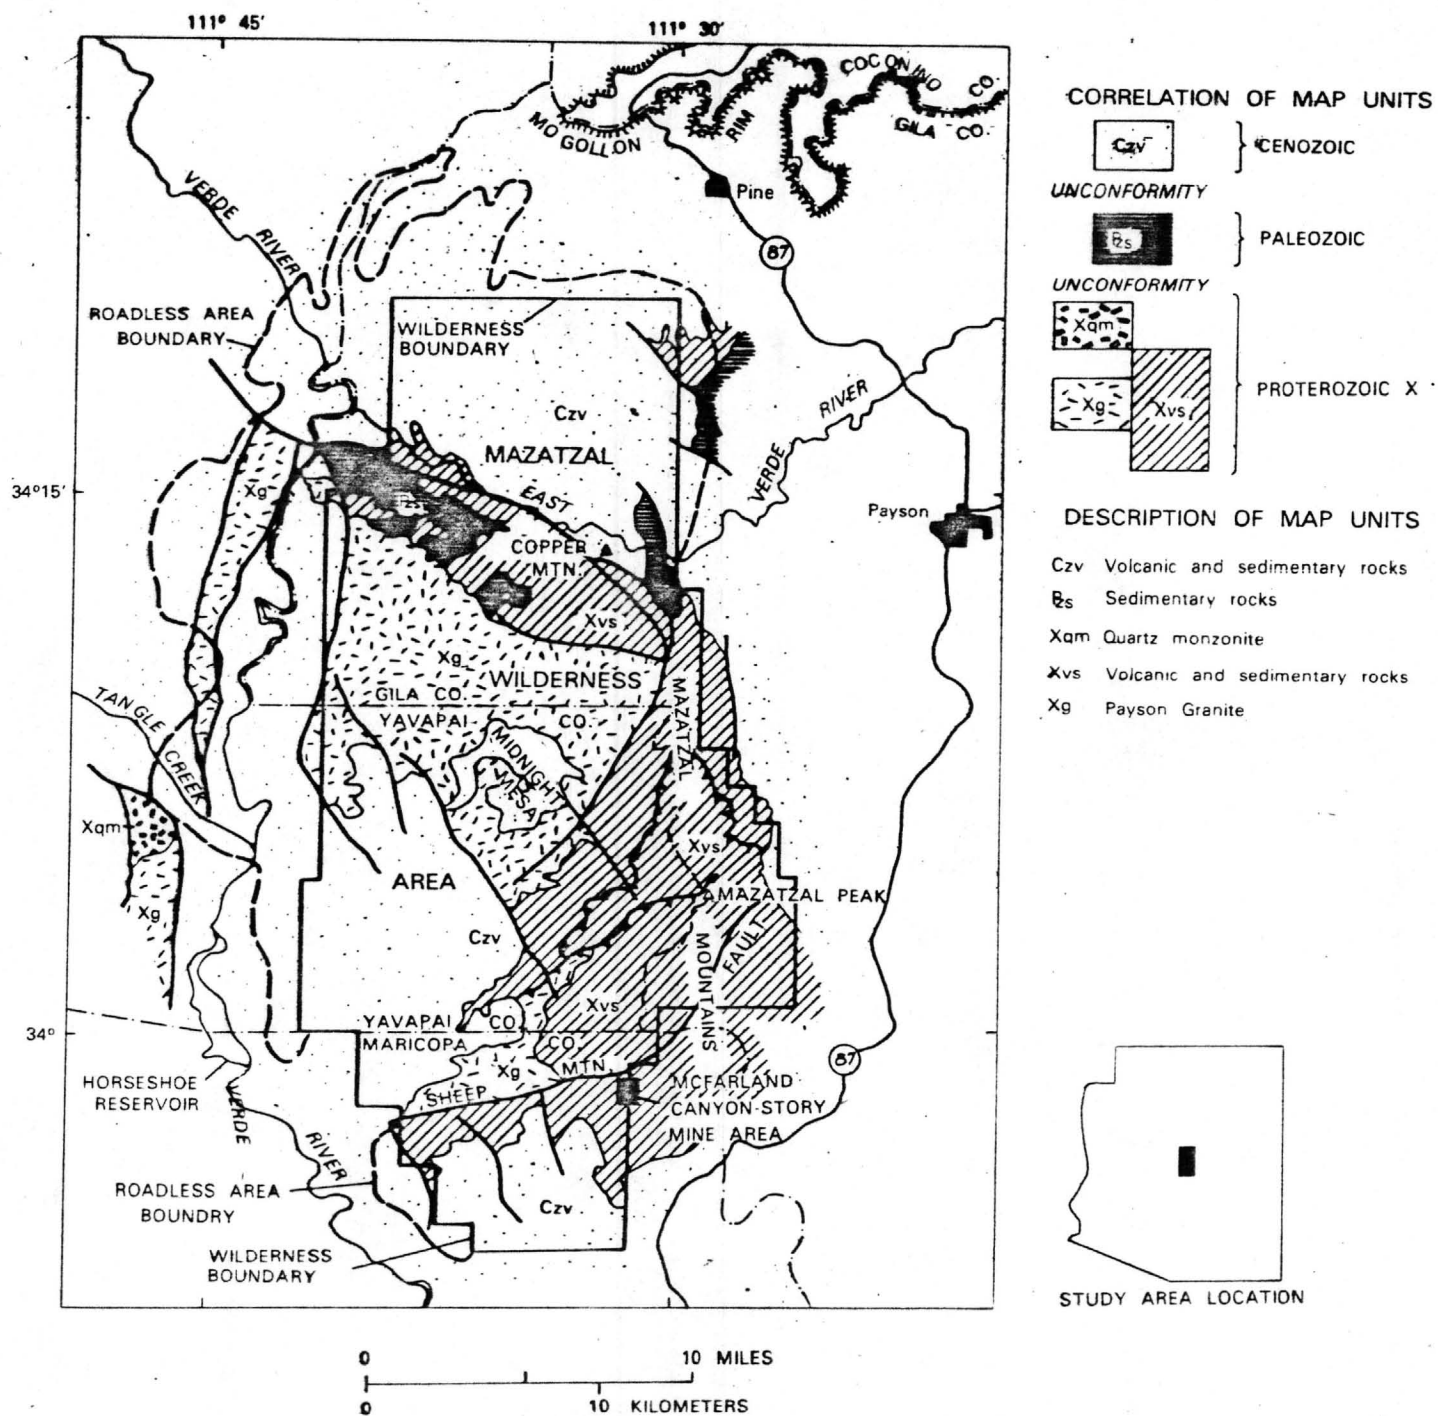 111° 45′
111° 30′
COCONINO CO.
GILA CO.
MOGOLLON RIM
Pine
87
VERDE RIVER
ROADLESS AREA
BOUNDARY
WILDERNESS
BOUNDARY
Czv
MAZATZAL
EAST VERDE RIVER
34°15′
Xg
Payson
COPPER
MTN.
Xvs
Xg
WILDERNESS
GILA CO.
YAVAPAI CO.
MAZATZAL
TANGLE CREEK
MIDNIGHT
MESA
Xqm
Xvs
AREA
MAZATZAL PEAK
Xg
Czv
FAULT
MOUNTAINS
Xvs
YAVAPAI CO.
MARICOPA CO.
34°
87
Xg
SHEEP MTN.
HORSESHOE
RESERVOIR
MCFARLAND
CANYON-STORY
MINE AREA
VERDE RIVER
ROADLESS AREA
BOUNDRY
Czv
WILDERNESS
BOUNDARY
0 10 MILES
0 10 KILOMETERS
CORRELATION OF MAP UNITS
Czv
CENOZOIC
UNCONFORMITY
PALEOZOIC
UNCONFORMITY
Xqm
Xg
Xvs
PROTEROZOIC X
DESCRIPTION OF MAP UNITS
Czv Volcanic and sedimentary rocks
Sedimentary rocks
Xqm Quartz monzonite
Xvs Volcanic and sedimentary rocks
Xg Payson Granite
STUDY AREA LOCATION